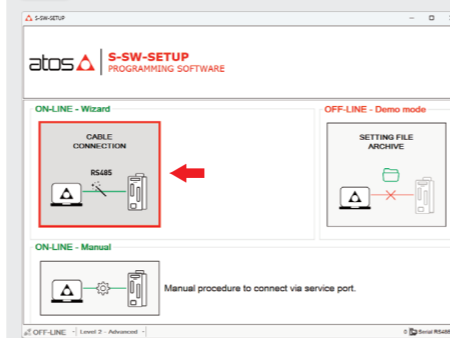 S-SW-SETUP
atos
S-SW-SETUP
PROGRAMMING SOFTWARE
ON-LINE - Wizard
OFF-LINE - Demo mode
CABLE
CONNECTION
RS485
SETTING FILE
ARCHIVE
ON-LINE - Manual
Manual procedure to connect via service port.
OFF-LINE
Level 2 - Advanced
0
Serial RS485